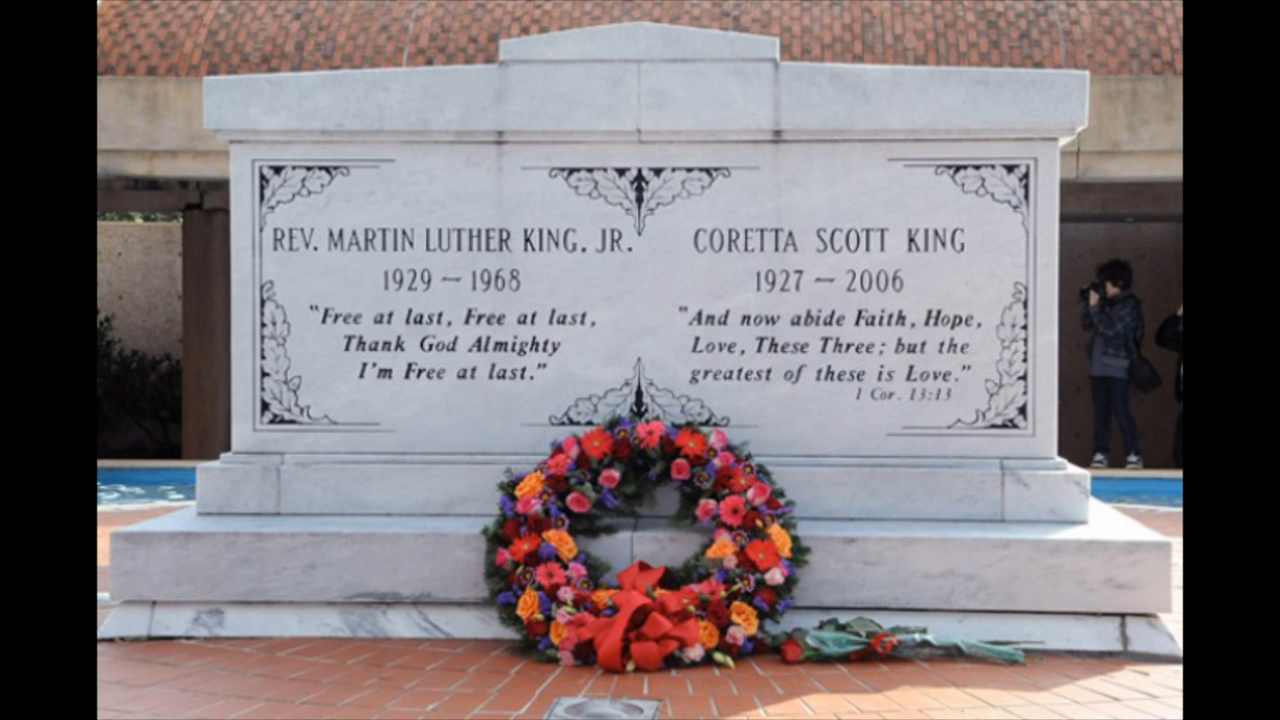 REV. MARTIN LUTHER KING, JR.
1929 — 1968
"Free at last, Free at last,
Thank God Almighty
I'm Free at last."
CORETTA SCOTT KING
1927 — 2006
"And now abide Faith, Hope,
Love, These Three; but the
greatest of these is Love."
1 Cor. 13:13